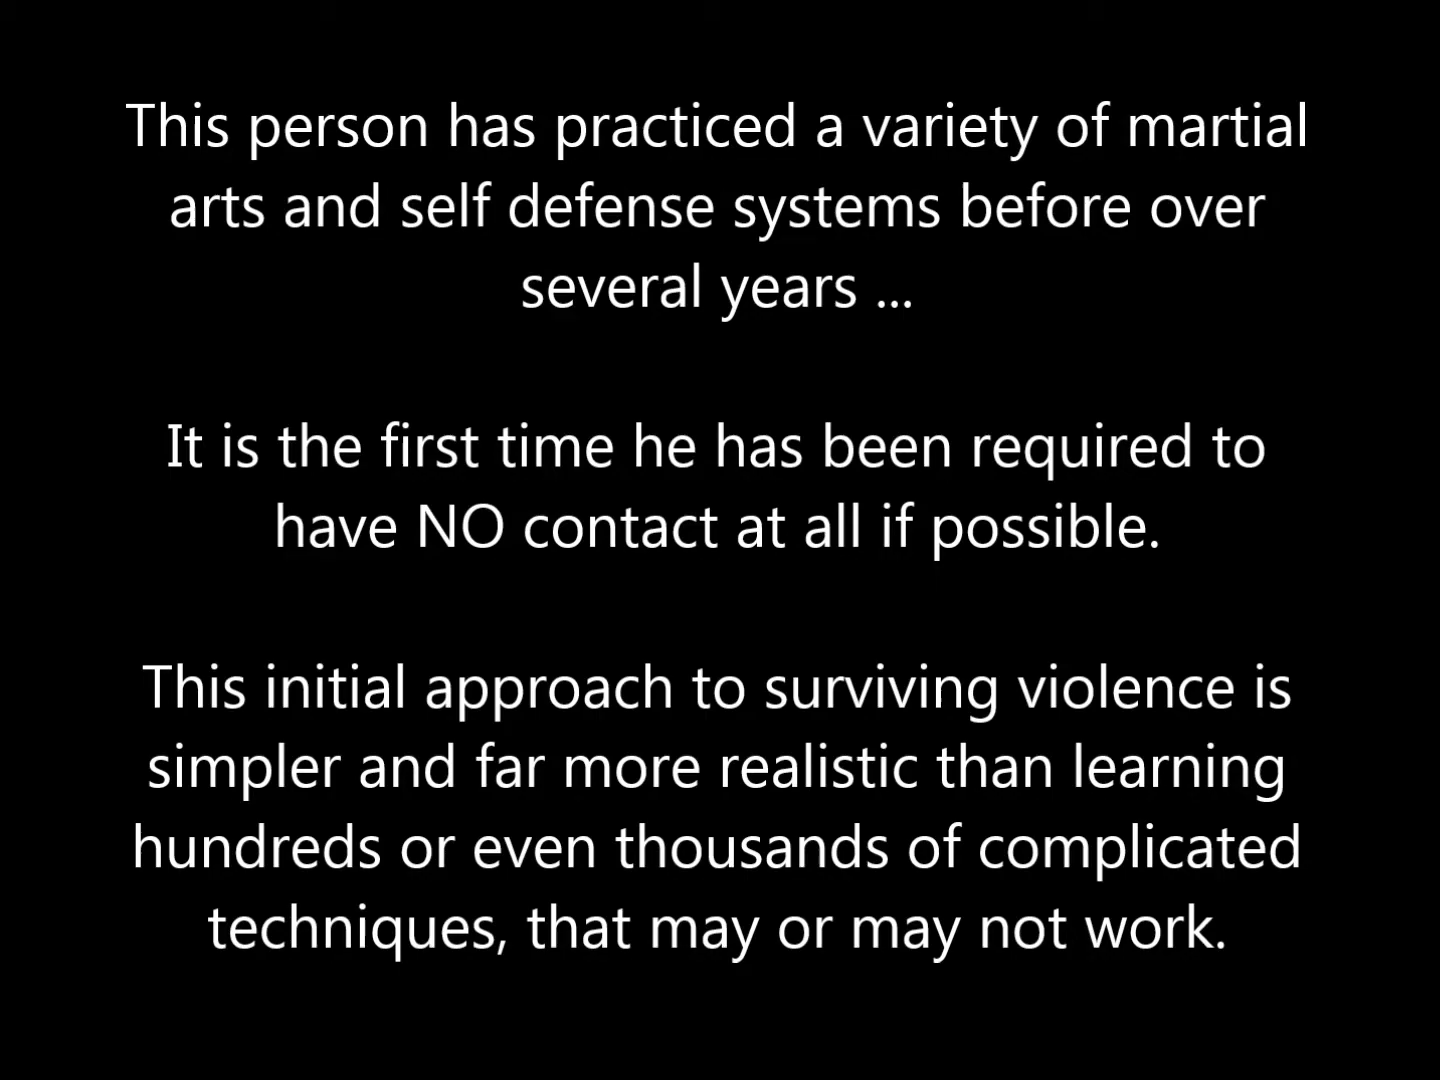 This person has practiced a variety of martial
arts and self defense systems before over
several years ...
It is the first time he has been required to
have NO contact at all if possible.
This initial approach to surviving violence is
simpler and far more realistic than learning
hundreds or even thousands of complicated
techniques, that may or may not work.